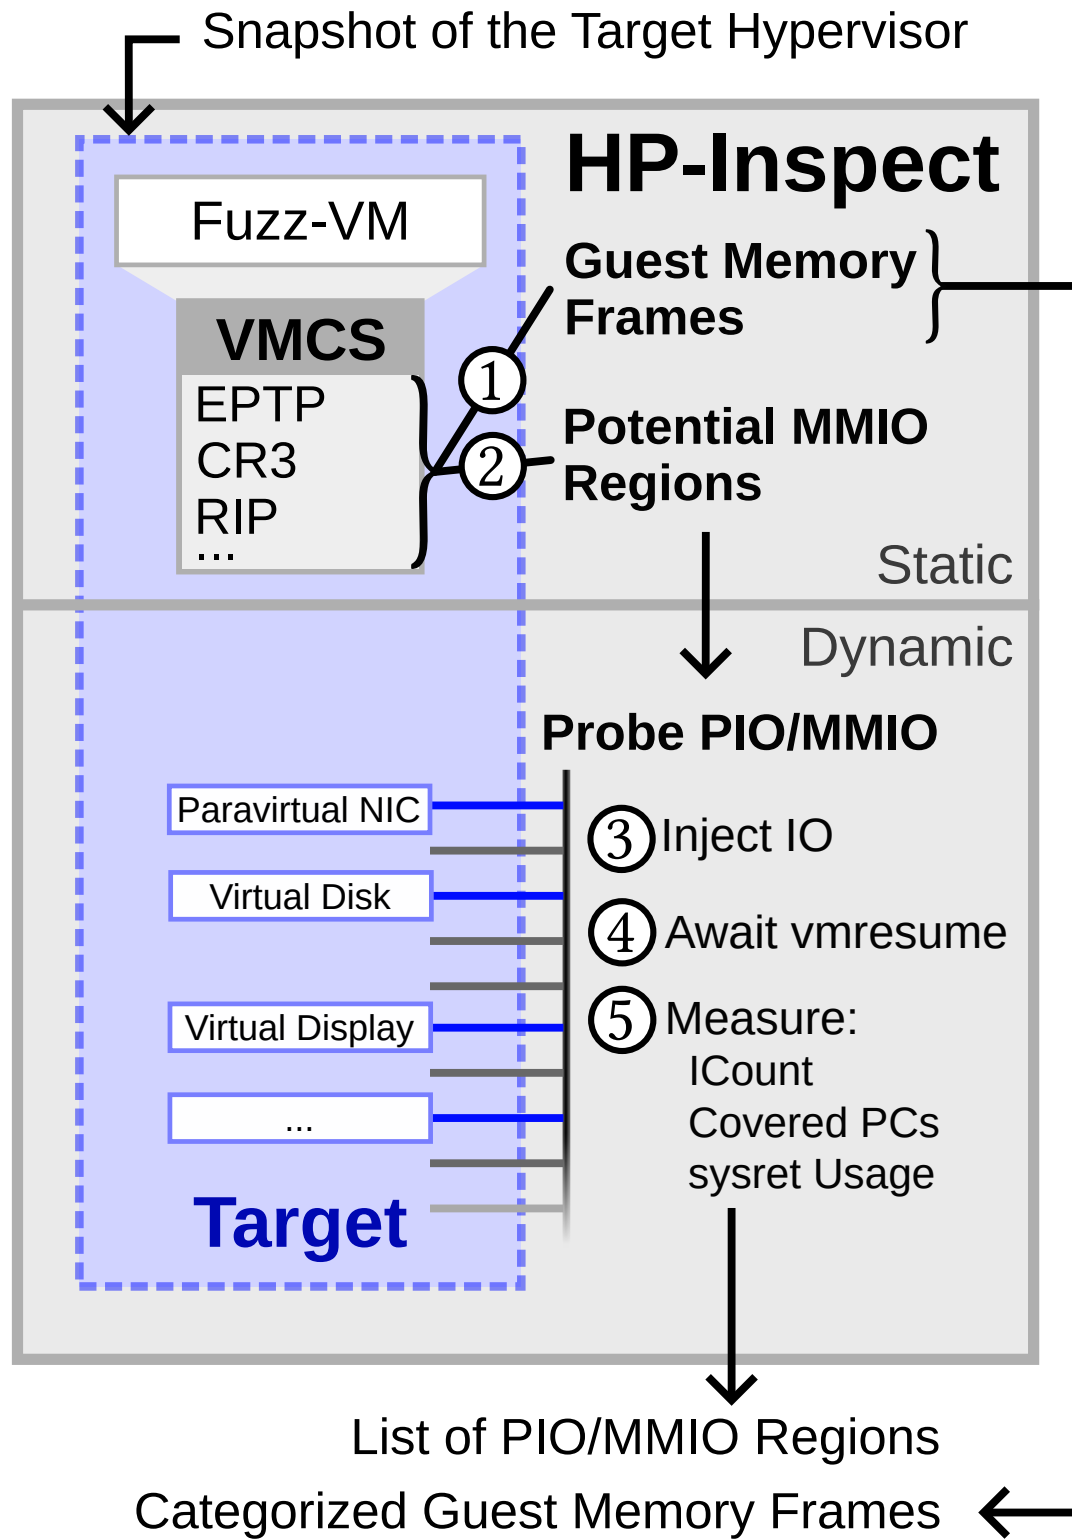 Snapshot of the Target Hypervisor
HP-Inspect
Fuzz-VM
Guest Memory
Frames
VMCS
EPTP
CR3
RIP
...
1
2
Potential MMIO
Regions
Static
Dynamic
Probe PIO/MMIO
Paravirtual NIC
Virtual Disk
Virtual Display
...
Target
3 Inject IO
4 Await vmresume
5 Measure:
ICount
Covered PCs
sysret Usage
List of PIO/MMIO Regions
Categorized Guest Memory Frames